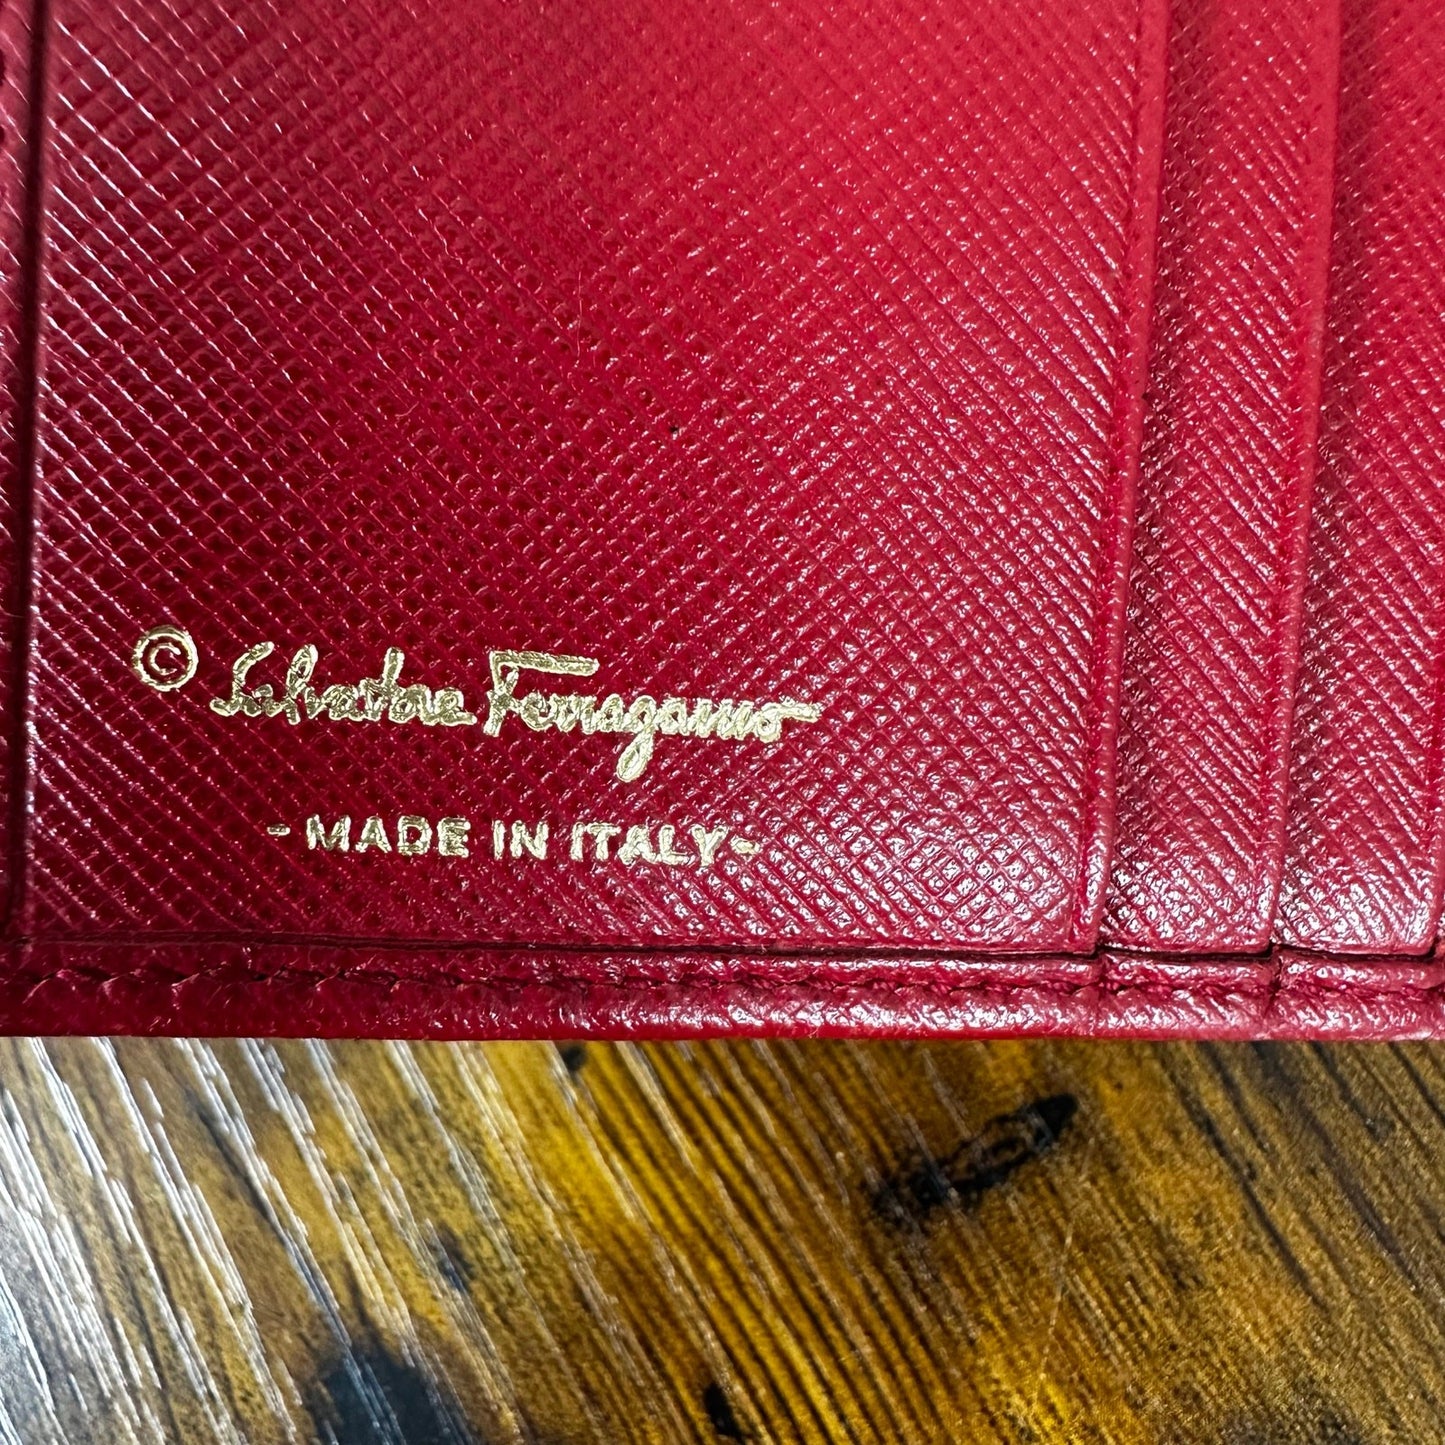 © Salvatore Ferragamo
- MADE IN ITALY -